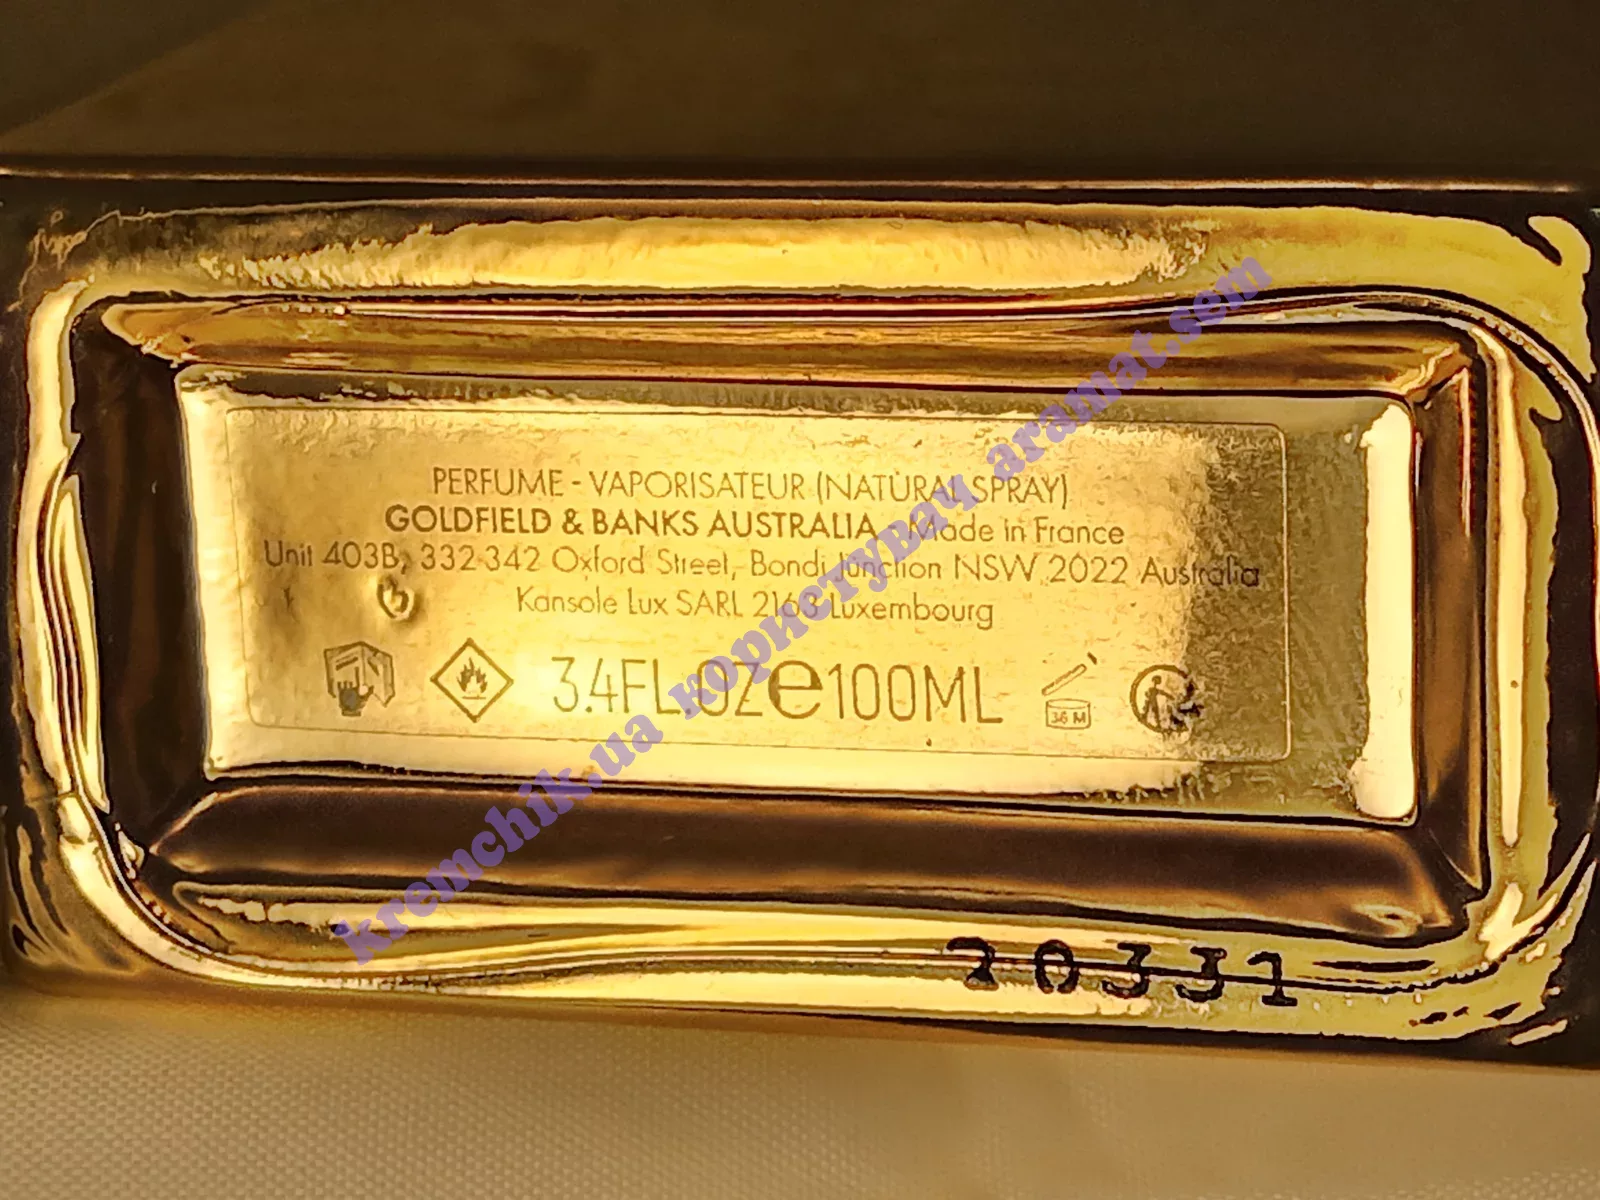 PERFUME - VAPORISATEUR (NATURAL SPRAY)
GOLDFIELD & BANKS AUSTRALIA - Made in France
Unit 403B, 332-342 Oxford Street, Bondi Junction NSW 2022 Australia
Kansole Lux SARL 2163 Luxembourg
3.4FL.OZ e 100ML
36 M
20331
kremchik.ua користувач aramat.sem